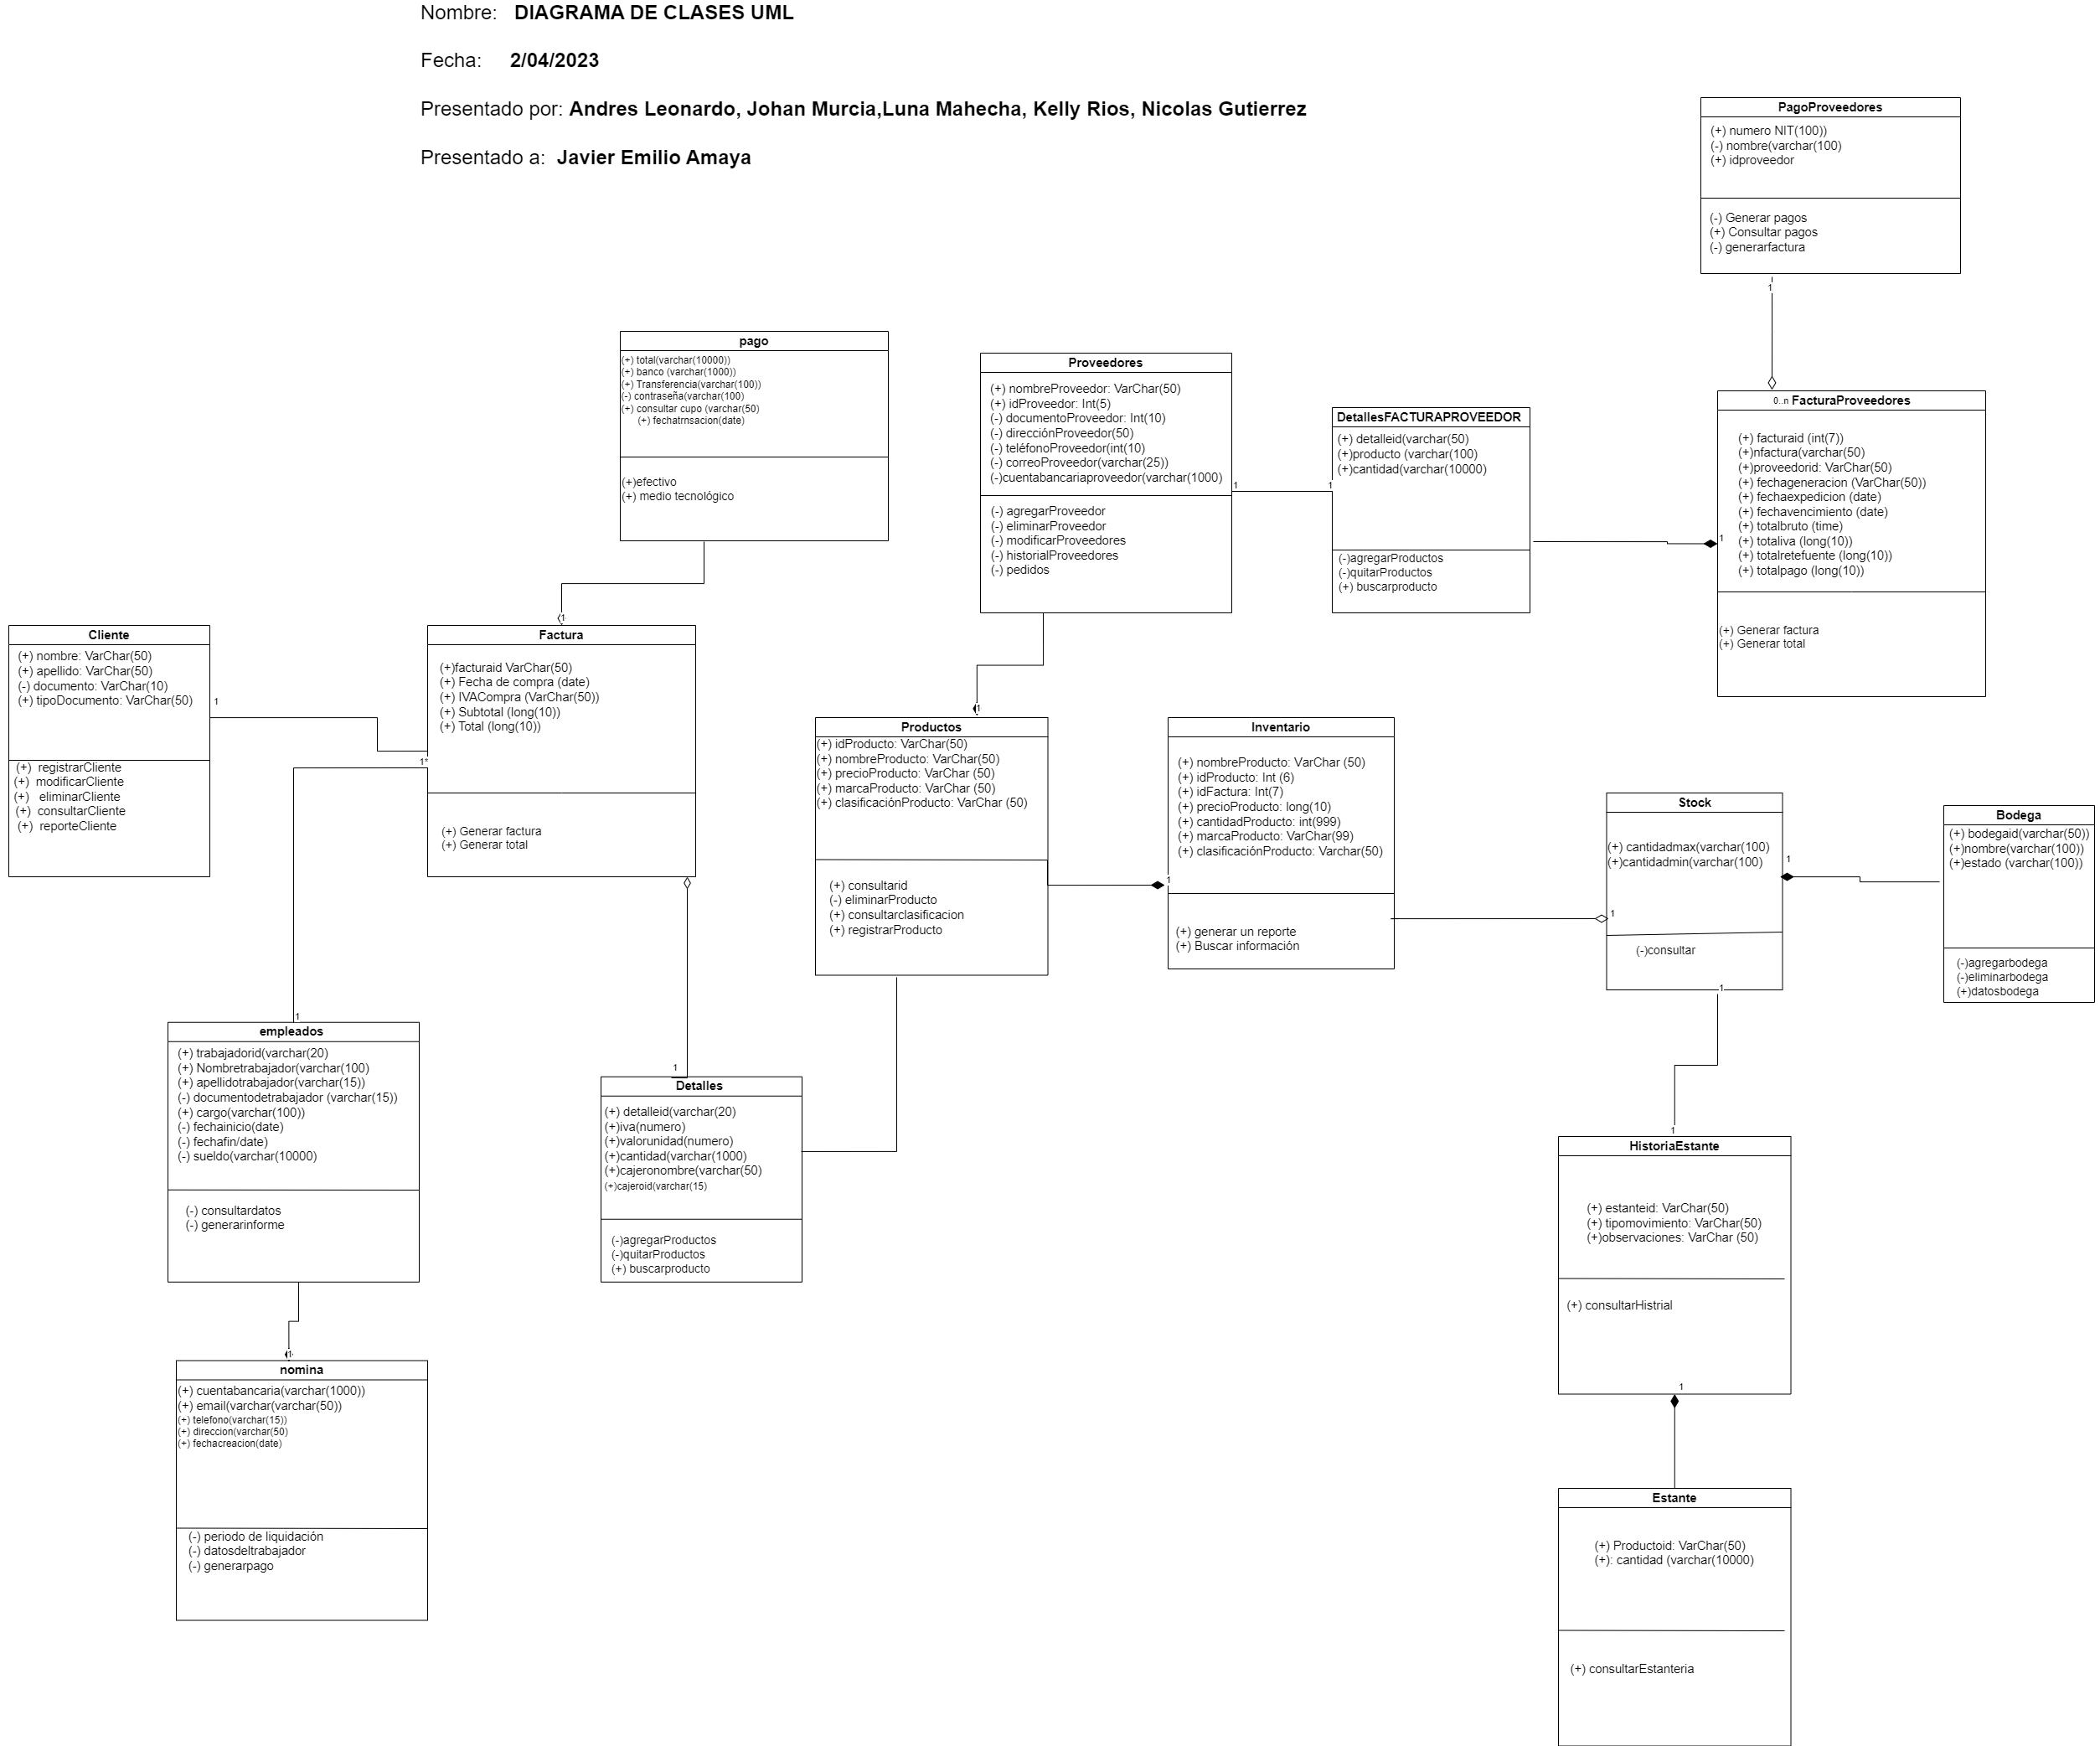 Nombre: DIAGRAMA DE CLASES UML
Fecha: 2/04/2023
Presentado por: Andres Leonardo, Johan Murcia,Luna Mahecha, Kelly Rios, Nicolas Gutierrez
Presentado a: Javier Emilio Amaya
PagoProveedores
(+) numero NIT(100))
(-) nombre(varchar(100)
(+) idproveedor
(-) Generar pagos
(+) Consultar pagos
(-) generarfactura
1
pago
(+) total(varchar(10000))
(+) banco (varchar(1000))
(+) Transferencia(varchar(100))
(-) contraseña(varchar(100)
(+) consultar cupo (varchar(50)
(+) fechatrnsacion(date)
(+)efectivo
(+) medio tecnológico
1
Proveedores
(+) nombreProveedor: VarChar(50)
(+) idProveedor: Int(5)
(-) documentoProveedor: Int(10)
(-) direcciónProveedor(50)
(-) teléfonoProveedor(int(10)
(-) correoProveedor(varchar(25))
(-)cuentabancariaproveedor(varchar(1000)
(-) agregarProveedor
(-) eliminarProveedor
(-) modificarProveedores
(-) historialProveedores
(-) pedidos
1
1
DetallesFACTURAPROVEEDOR
(+) detalleid(varchar(50)
(+)producto (varchar(100)
(+)cantidad(varchar(10000)
(-)agregarProductos
(-)quitarProductos
(+) buscarproducto
1
0..n FacturaProveedores
(+) facturaid (int(7))
(+)nfactura(varchar(50)
(+)proveedorid: VarChar(50)
(+) fechageneracion (VarChar(50))
(+) fechaexpedicion (date)
(+) fechavencimiento (date)
(+) totalbruto (time)
(+) totaliva (long(10))
(+) totalretefuente (long(10))
(+) totalpago (long(10))
(+) Generar factura
(+) Generar total
Cliente
(+) nombre: VarChar(50)
(+) apellido: VarChar(50)
(-) documento: VarChar(10)
(+) tipoDocumento: VarChar(50)
(+) registrarCliente
(+) modificarCliente
(+) eliminarCliente
(+) consultarCliente
(+) reporteCliente
1
1*
Factura
(+)facturaid VarChar(50)
(+) Fecha de compra (date)
(+) IVACompra (VarChar(50))
(+) Subtotal (long(10))
(+) Total (long(10))
(+) Generar factura
(+) Generar total
1
Productos
(+) idProducto: VarChar(50)
(+) nombreProducto: VarChar(50)
(+) precioProducto: VarChar (50)
(+) marcaProducto: VarChar (50)
(+) clasificaciónProducto: VarChar (50)
(+) consultarid
(-) eliminarProducto
(+) consultarclasificacion
(+) registrarProducto
1
Inventario
(+) nombreProducto: VarChar (50)
(+) idProducto: Int (6)
(+) idFactura: Int(7)
(+) precioProducto: long(10)
(+) cantidadProducto: int(999)
(+) marcaProducto: VarChar(99)
(+) clasificaciónProducto: Varchar(50)
(+) generar un reporte
(+) Buscar información
Stock
(+) cantidadmax(varchar(100)
(+)cantidadmin(varchar(100)
1
1
(-)consultar
1
Bodega
(+) bodegaid(varchar(50))
(+)nombre(varchar(100))
(+)estado (varchar(100))
(-)agregarbodega
(-)eliminarbodega
(+)datosbodega
1
empleados
(+) trabajadorid(varchar(20)
(+) Nombretrabajador(varchar(100)
(+) apellidotrabajador(varchar(15))
(-) documentodetrabajador (varchar(15))
(+) cargo(varchar(100))
(-) fechainicio(date)
(-) fechafin/date)
(-) sueldo(varchar(10000)
(-) consultardatos
(-) generarinforme
1
Detalles
(+) detalleid(varchar(20)
(+)iva(numero)
(+)valorunidad(numero)
(+)cantidad(varchar(1000)
(+)cajeronombre(varchar(50)
(+)cajeroid(varchar(15)
(-)agregarProductos
(-)quitarProductos
(+) buscarproducto
1
HistoriaEstante
(+) estanteid: VarChar(50)
(+) tipomovimiento: VarChar(50)
(+)observaciones: VarChar (50)
(+) consultarHistrial
1
1
nomina
(+) cuentabancaria(varchar(1000))
(+) email(varchar(varchar(50))
(+) telefono(varchar(15))
(+) direccion(varchar(50)
(+) fechacreacion(date)
(-) periodo de liquidación
(-) datosdeltrabajador
(-) generarpago
Estante
(+) Productoid: VarChar(50)
(+): cantidad (varchar(10000)
(+) consultarEstanteria